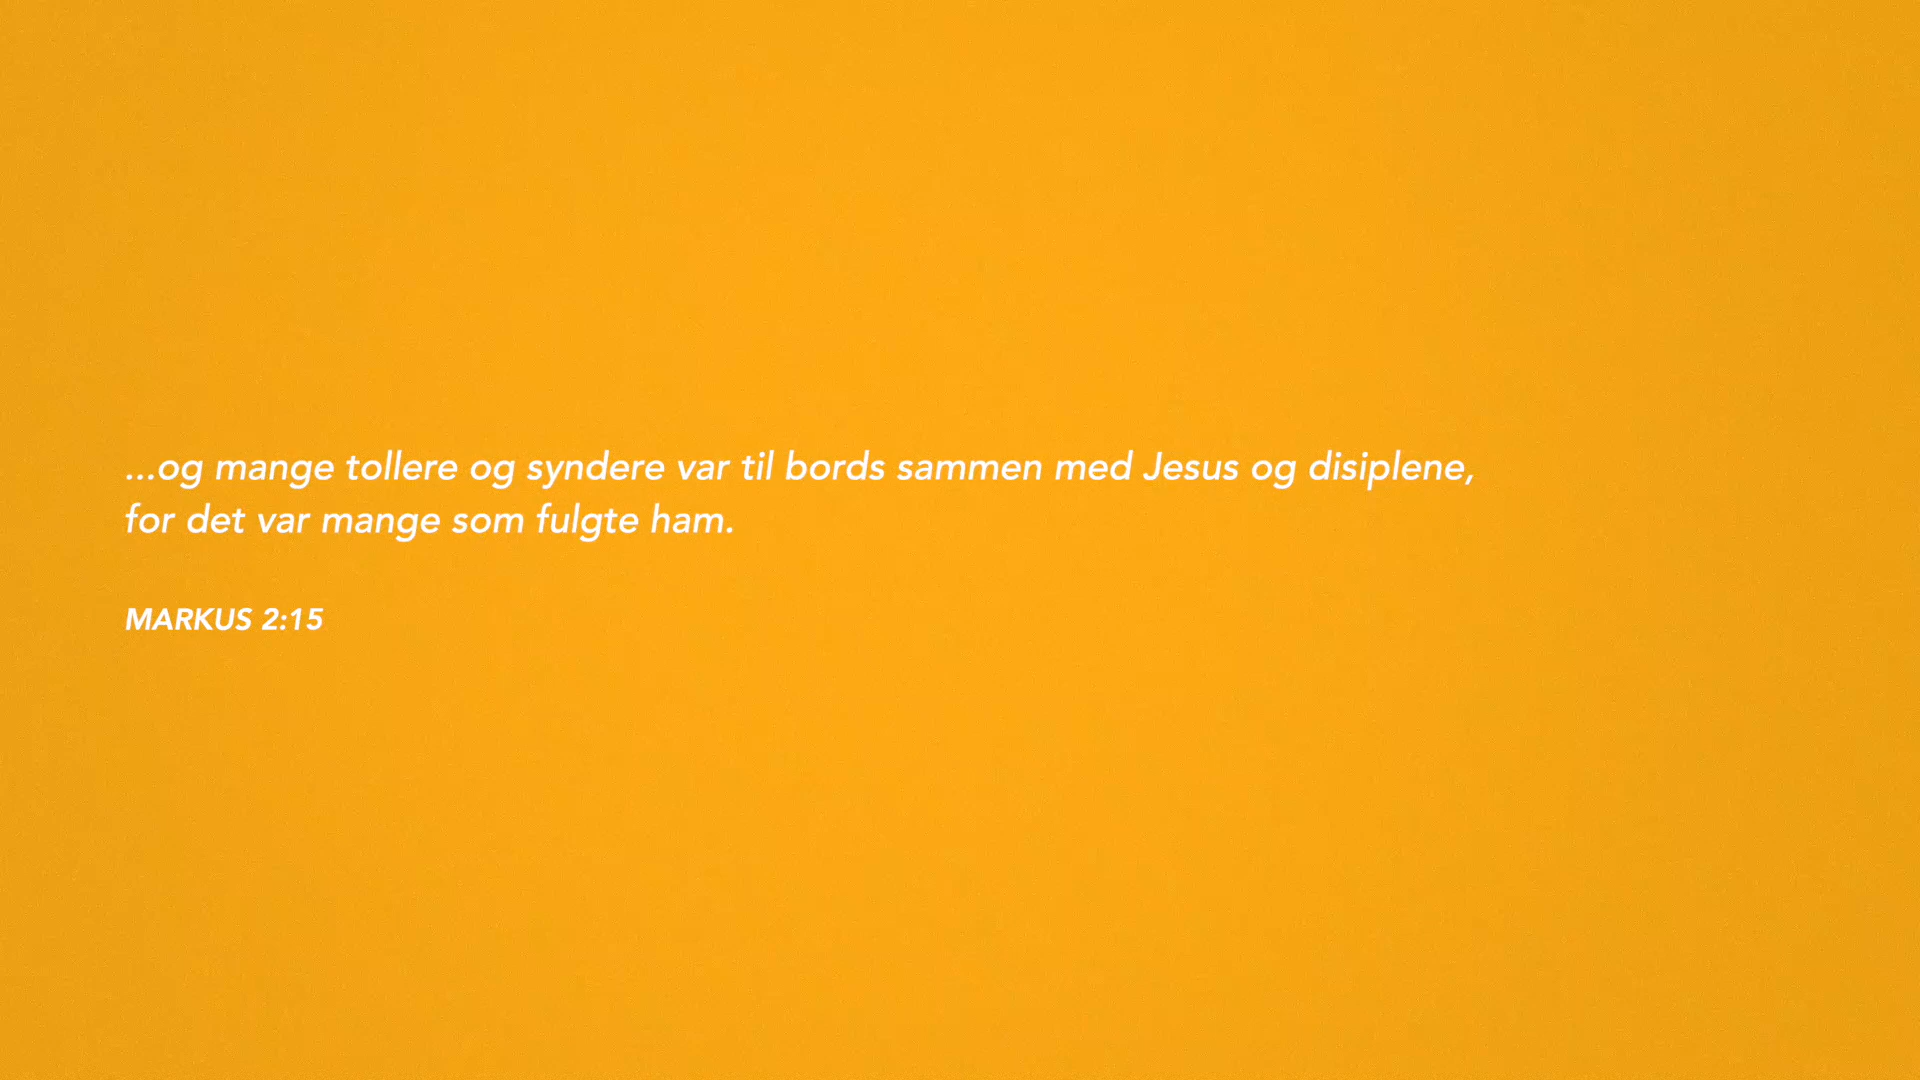 ...og mange tollere og syndere var til bords sammen med Jesus og disiplene,
for det var mange som fulgte ham.
MARKUS 2:15